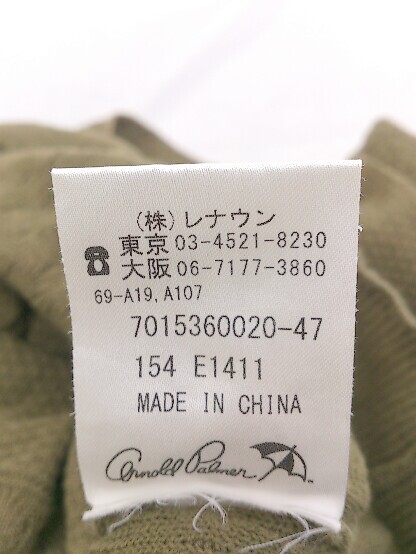 (株)レナウン
☎東京 03-4521-8230
大阪 06-7177-3860
69-A19, A107
7015360020-47
154 E1411
MADE IN CHINA
Arnold Palmer